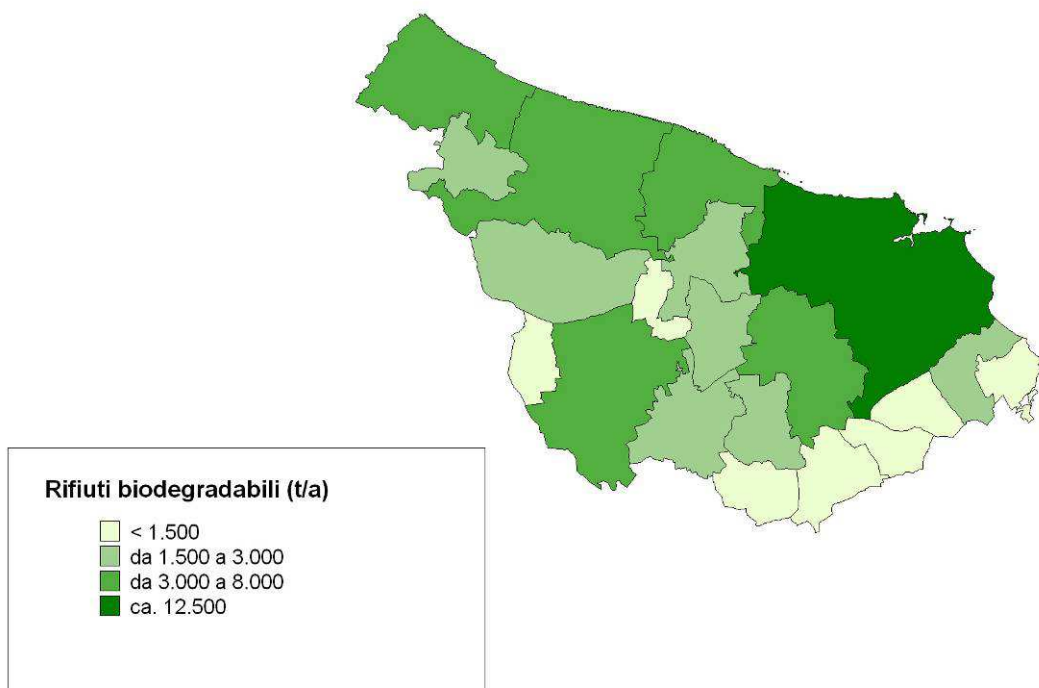 Rifiuti biodegradabili (t/a)
< 1.500
da 1.500 a 3.000
da 3.000 a 8.000
ca. 12.500